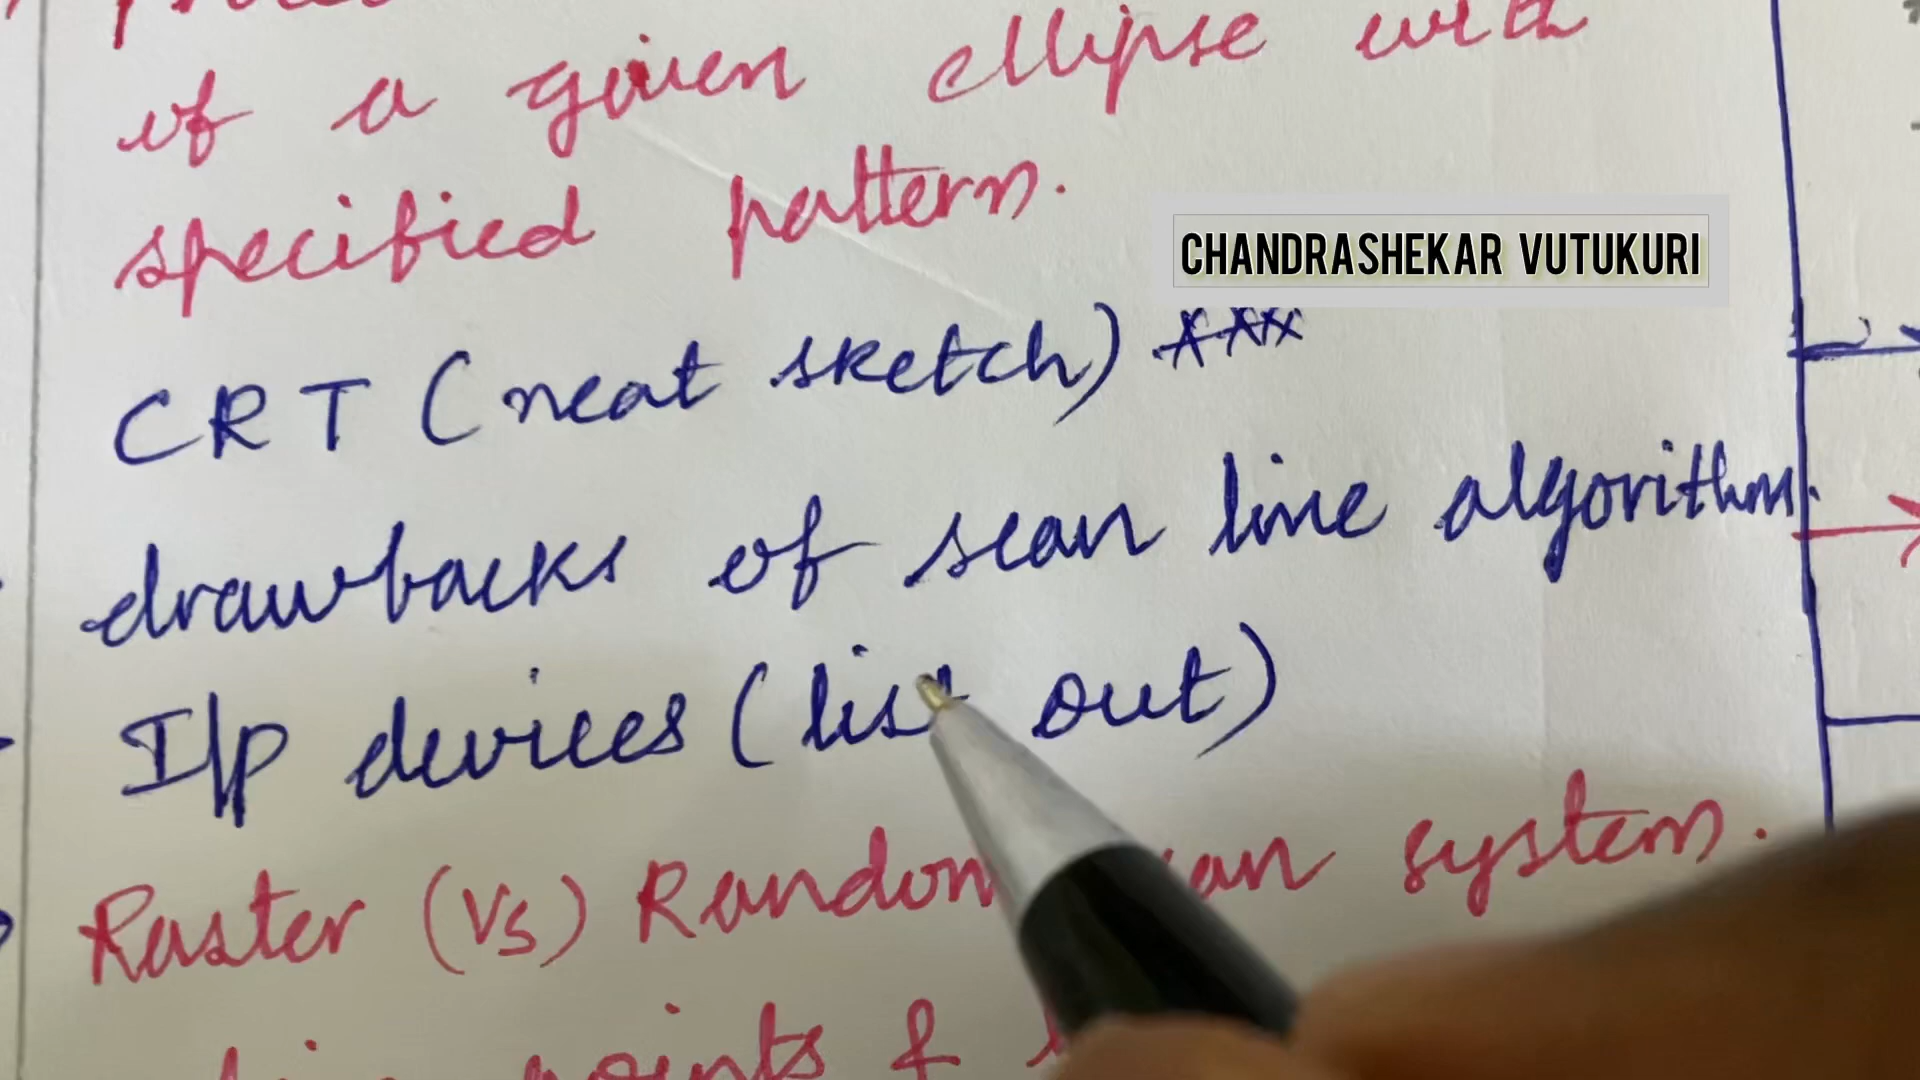 of a given ellipse with
specified pattern.
CHANDRASHEKAR VUTUKURI
CRT (neat sketch) ***
drawbacks of scan line algorithm.
I/p devices (list out)
Raster (Vs) Random scan system.
points &